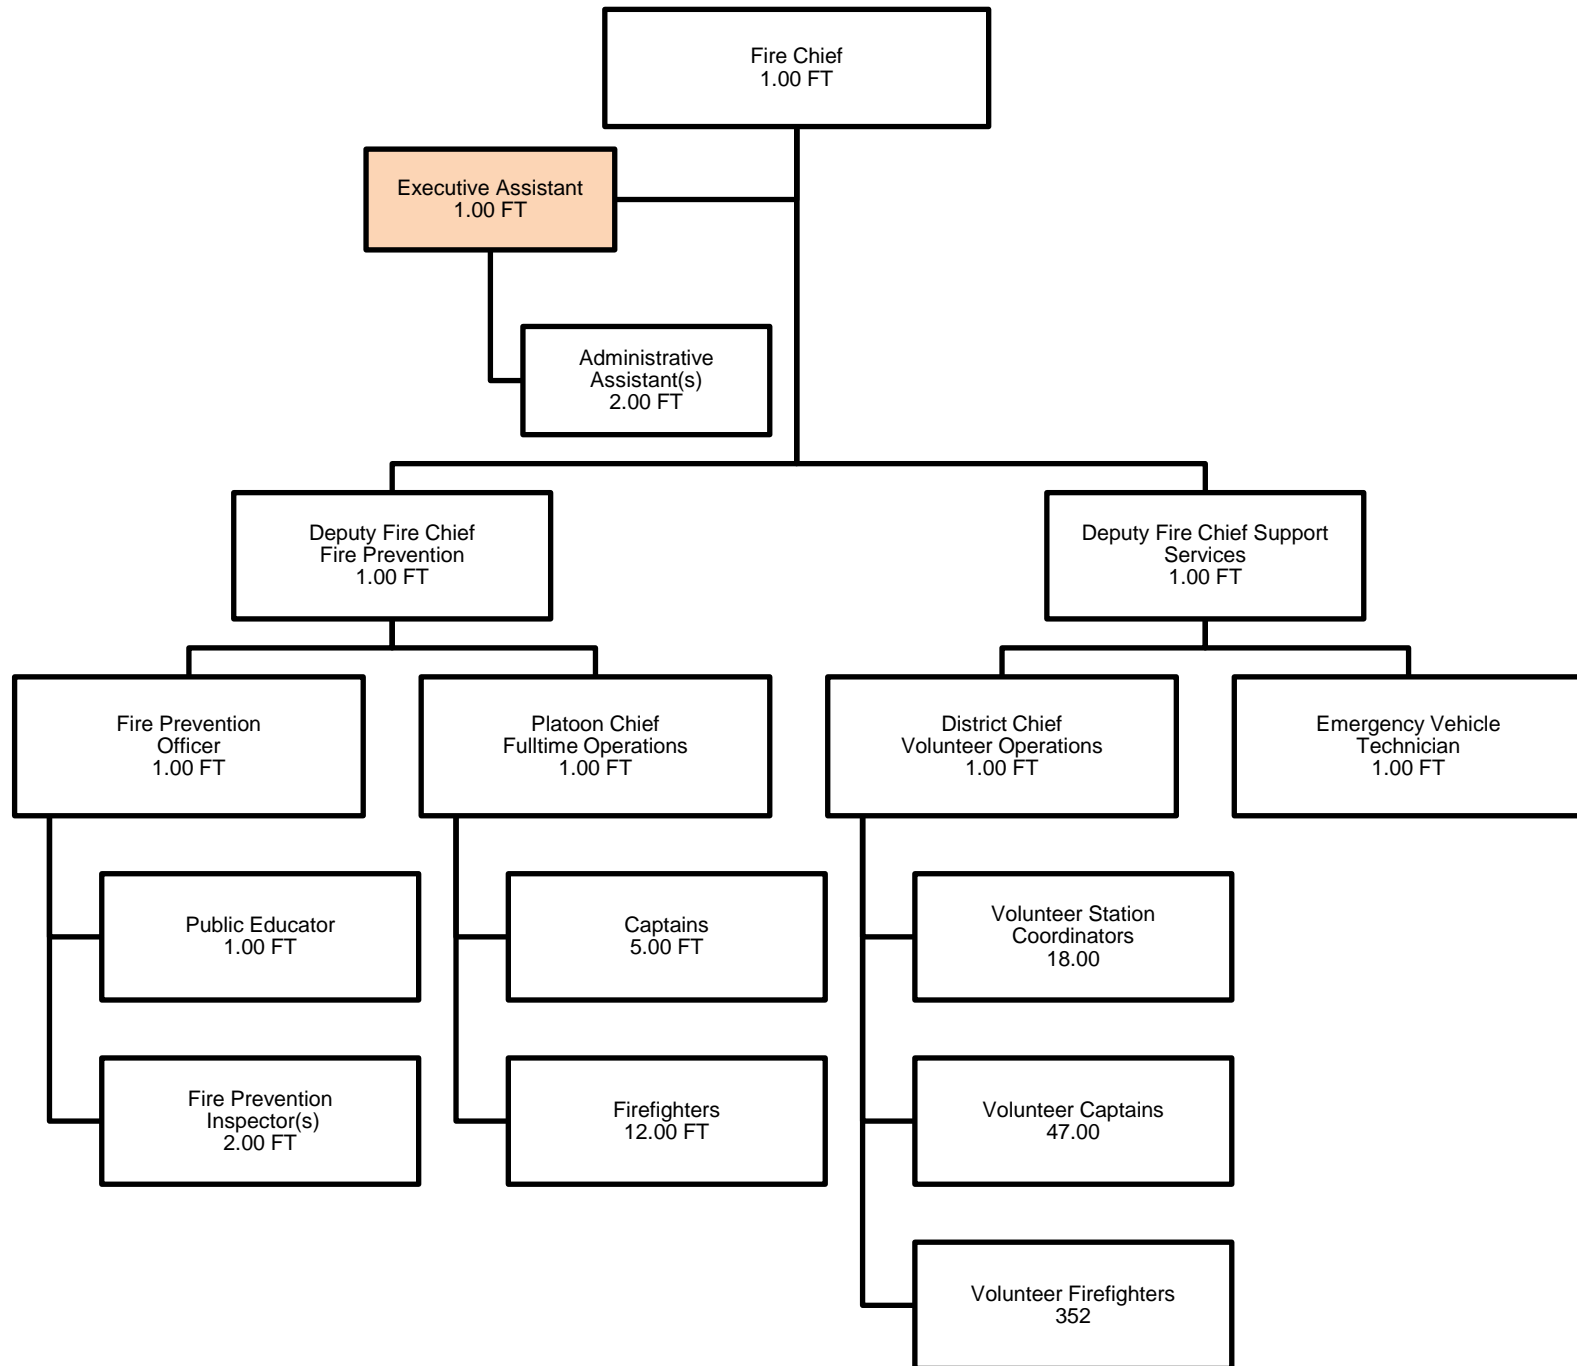 Fire Chief
1.00 FT
Executive Assistant
1.00 FT
Administrative
Assistant(s)
2.00 FT
Deputy Fire Chief
Fire Prevention
1.00 FT
Deputy Fire Chief Support
Services
1.00 FT
Fire Prevention
Officer
1.00 FT
Platoon Chief
Fulltime Operations
1.00 FT
District Chief
Volunteer Operations
1.00 FT
Emergency Vehicle
Technician
1.00 FT
Public Educator
1.00 FT
Captains
5.00 FT
Volunteer Station
Coordinators
18.00
Fire Prevention
Inspector(s)
2.00 FT
Firefighters
12.00 FT
Volunteer Captains
47.00
Volunteer Firefighters
352